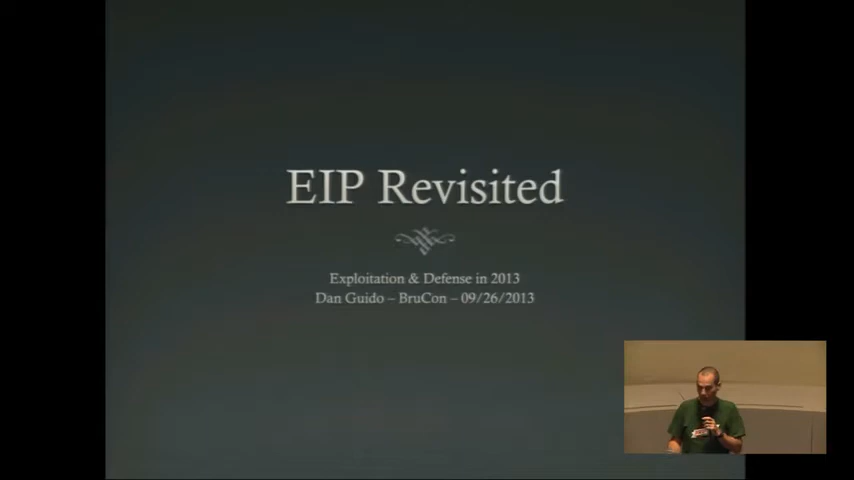 EIP Revisited
Exploitation & Defense in 2013
Dan Guido – BruCon – 09/26/2013